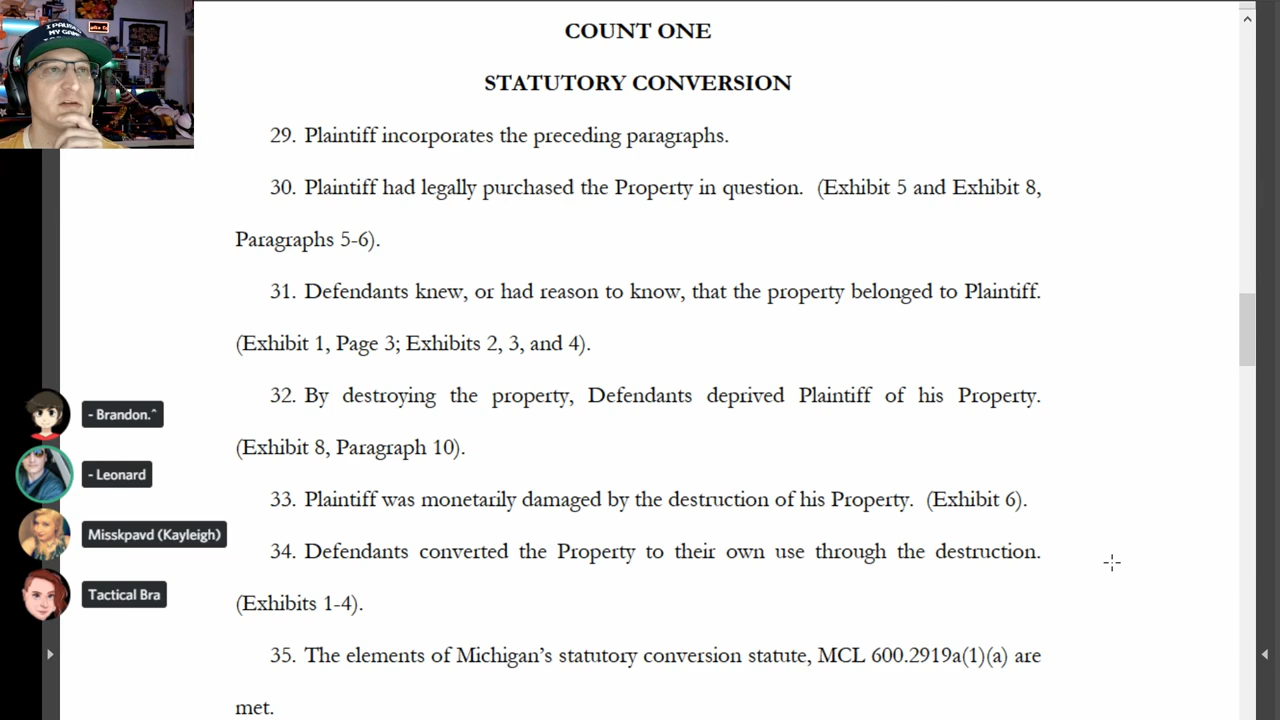 I PAUSED
MY GAME
COUNT ONE
STATUTORY CONVERSION
29. Plaintiff incorporates the preceding paragraphs.
30. Plaintiff had legally purchased the Property in question. (Exhibit 5 and Exhibit 8,
Paragraphs 5-6).
31. Defendants knew, or had reason to know, that the property belonged to Plaintiff.
(Exhibit 1, Page 3; Exhibits 2, 3, and 4).
32. By destroying the property, Defendants deprived Plaintiff of his Property.
(Exhibit 8, Paragraph 10).
33. Plaintiff was monetarily damaged by the destruction of his Property. (Exhibit 6).
34. Defendants converted the Property to their own use through the destruction.
(Exhibits 1-4).
35. The elements of Michigan’s statutory conversion statute, MCL 600.2919a(1)(a) are
met.
- Brandon.^
- Leonard
Misskpavd (Kayleigh)
Tactical Bra